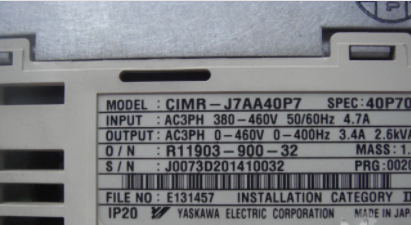 MODEL : CIMR-J7AA40P7 SPEC: 40P70
INPUT : AC3PH 380-460V 50/60Hz 4.7A
OUTPUT : AC3PH 0-460V 0-400Hz 3.4A 2.6kVA
O / N : R11903-900-32 MASS: 1.
S / N : J0073D201410032 PRG: 0020
FILE NO : E131457 INSTALLATION CATEGORY II
IP20 YASKAWA ELECTRIC CORPORATION MADE IN JAP